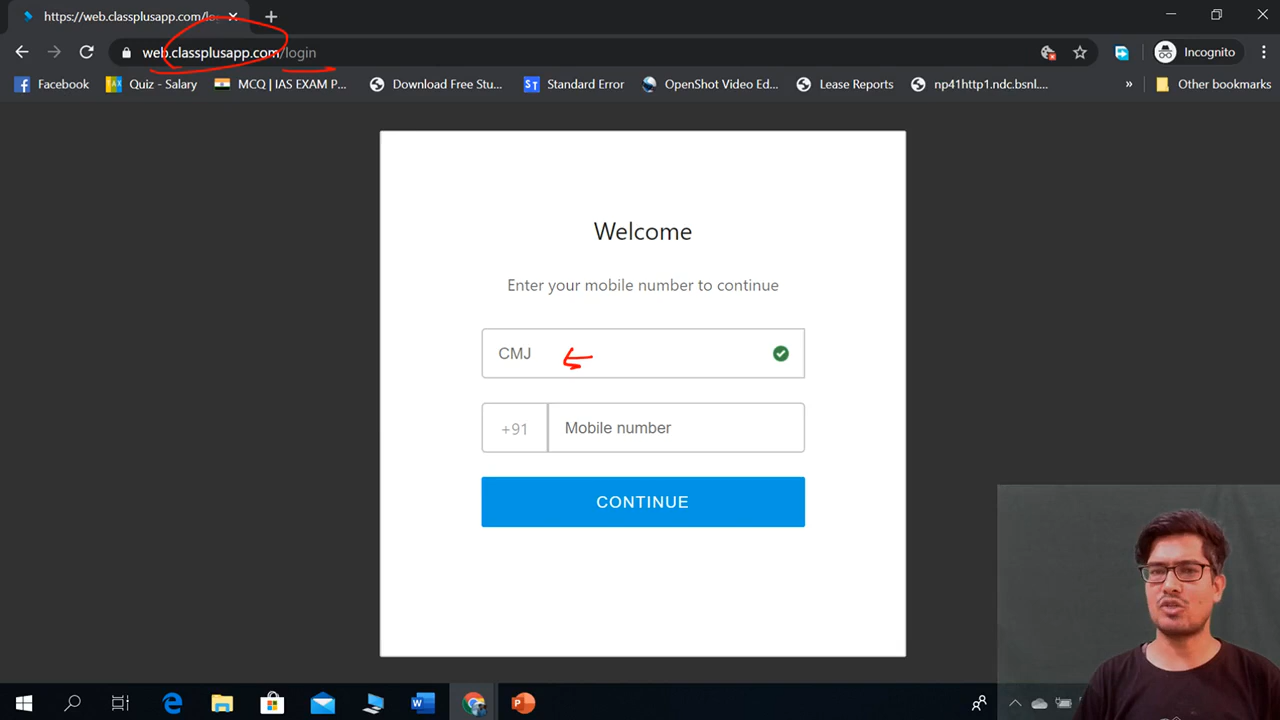 https://web.classplusapp.com/lo
web.classplusapp.com/login
Incognito
Facebook
Quiz - Salary
MCQ | IAS EXAM P...
Download Free Stu...
ST
Standard Error
OpenShot Video Ed...
Lease Reports
np41http1.ndc.bsnl....
»
Other bookmarks
Welcome
Enter your mobile number to continue
CMJ
+91
Mobile number
CONTINUE